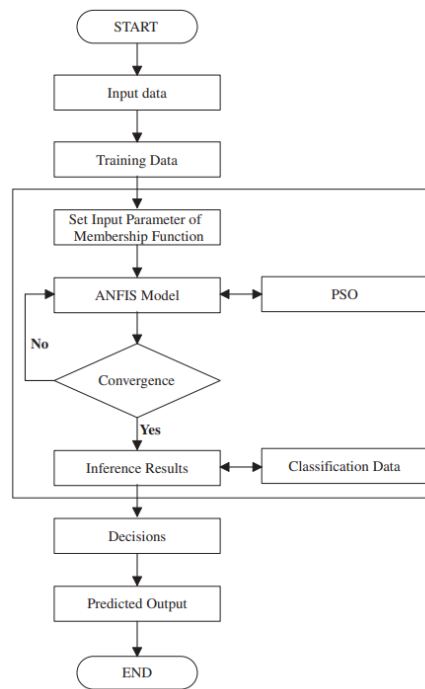 START
Input data
Training Data
Set Input Parameter of
Membership Function
ANFIS Model
PSO
No
Convergence
Yes
Inference Results
Classification Data
Decisions
Predicted Output
END